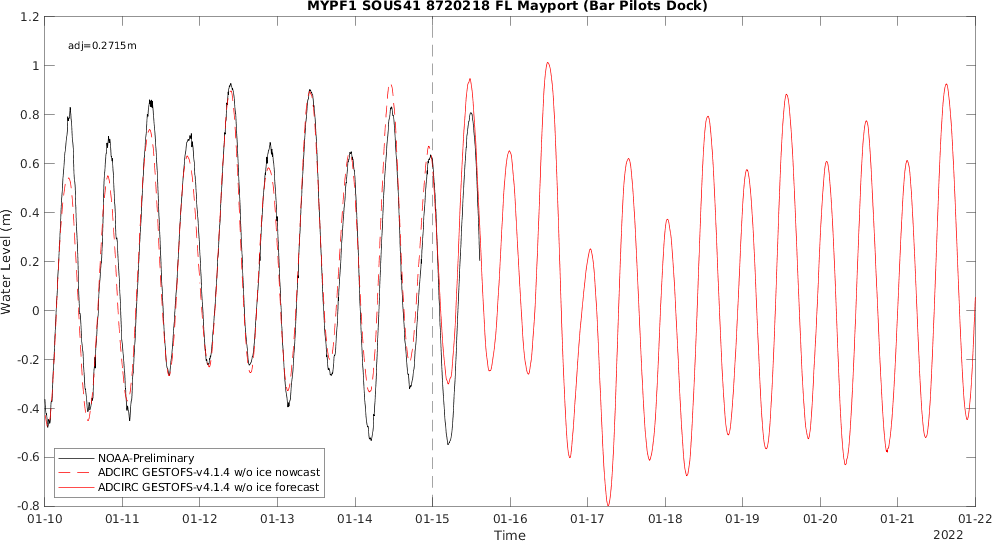 MYPF1 SOUS41 8720218 FL Mayport (Bar Pilots Dock)
1.2
1
0.8
0.6
0.4
0.2
0
-0.2
-0.4
-0.6
-0.8
Water Level (m)
adj=0.2715m
NOAA-Preliminary
ADCIRC GESTOFS-v4.1.4 w/o ice nowcast
ADCIRC GESTOFS-v4.1.4 w/o ice forecast
01-10 01-11 01-12 01-13 01-14 01-15 01-16 01-17 01-18 01-19 01-20 01-21 01-22
Time
2022